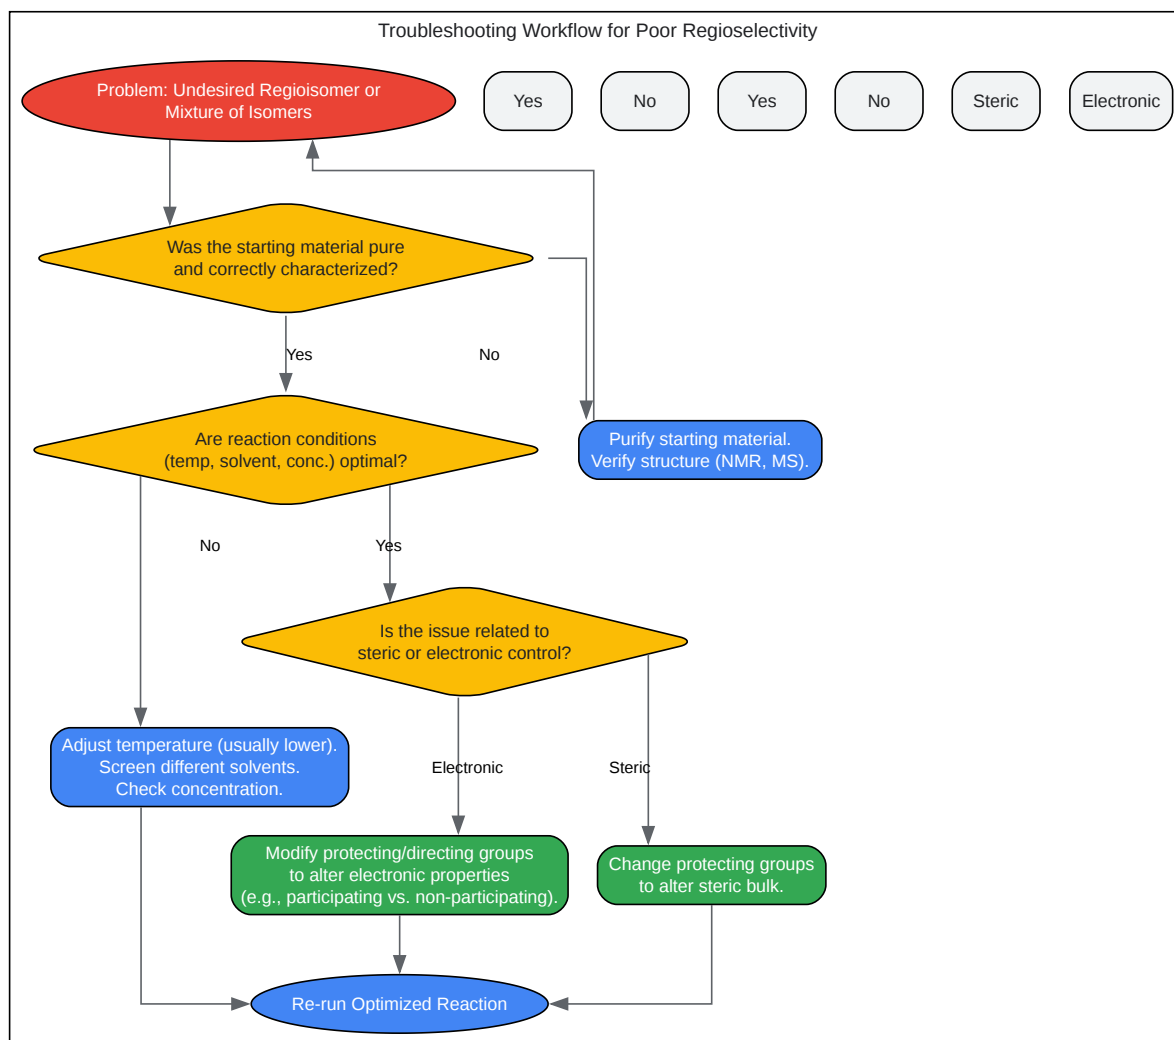 Troubleshooting Workflow for Poor Regioselectivity
Problem: Undesired Regioisomer or
Mixture of Isomers
Yes
No
Yes
No
Steric
Electronic
Was the starting material pure
and correctly characterized?
Yes
No
Are reaction conditions
(temp, solvent, conc.) optimal?
Purify starting material.
Verify structure (NMR, MS).
No
Yes
Is the issue related to
steric or electronic control?
Adjust temperature (usually lower).
Screen different solvents.
Check concentration.
Electronic
Steric
Modify protecting/directing groups
to alter electronic properties
(e.g., participating vs. non-participating).
Change protecting groups
to alter steric bulk.
Re-run Optimized Reaction